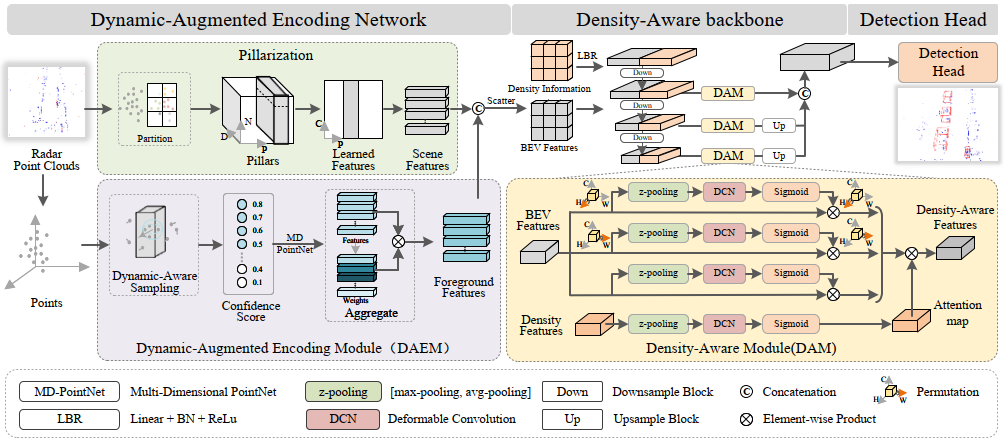 Dynamic-Augmented Encoding Network
Density-Aware backbone
Detection Head
Pillarization
Partition
N
D
P
Pillars
C
P
Learned
Features
Scene
Features
Radar
Point Clouds
C
Scatter
LBR
Density Information
BEV Features
Down
Down
Down
DAM
DAM
DAM
Up
Up
C
Detection
Head
Points
Dynamic-Aware
Sampling
0.8
0.7
0.6
0.5
0.4
0.1
Confidence
Score
MD
PointNet
Features
Weights
Aggregate
Foreground
Features
Dynamic-Augmented Encoding Module（DAEM）
BEV
Features
C
H
W
z-pooling
DCN
Sigmoid
C
H
W
C
H
W
z-pooling
DCN
Sigmoid
C
H
W
z-pooling
DCN
Sigmoid
Density-Aware
Features
Density
Features
z-pooling
DCN
Sigmoid
Attention
map
Density-Aware Module(DAM)
MD-PointNet
Multi-Dimensional PointNet
z-pooling
[max-pooling, avg-pooling]
Down
Downsample Block
C
Concatenation
C
H
W
Permutation
LBR
Linear + BN + ReLu
DCN
Deformable Convolution
Up
Upsample Block
Element-wise Product